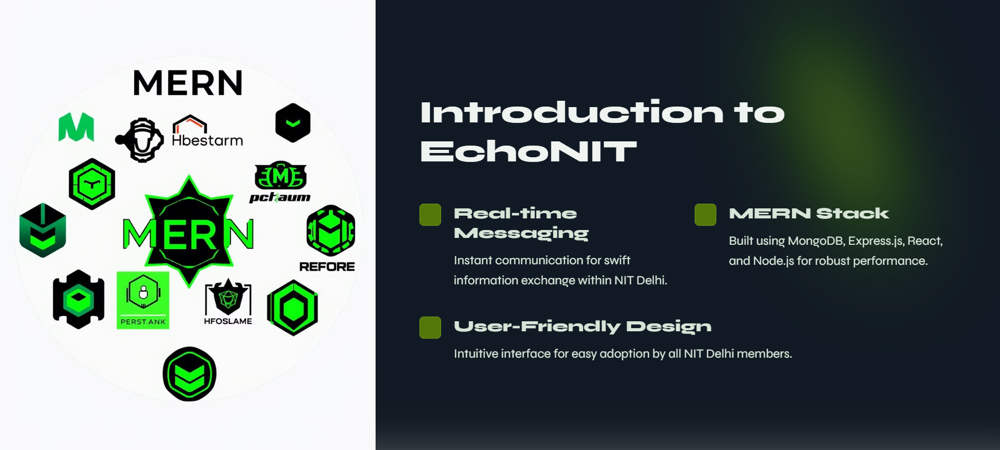 MERN
Hbestarm
M
pchaum
MERN
REFORE
PERST.ANK
HFOSLAME
Introduction to
EchoNIT
Real-time
Messaging
Instant communication for swift
information exchange within NIT Delhi.
MERN Stack
Built using MongoDB, Express.js, React,
and Node.js for robust performance.
User-Friendly Design
Intuitive interface for easy adoption by all NIT Delhi members.